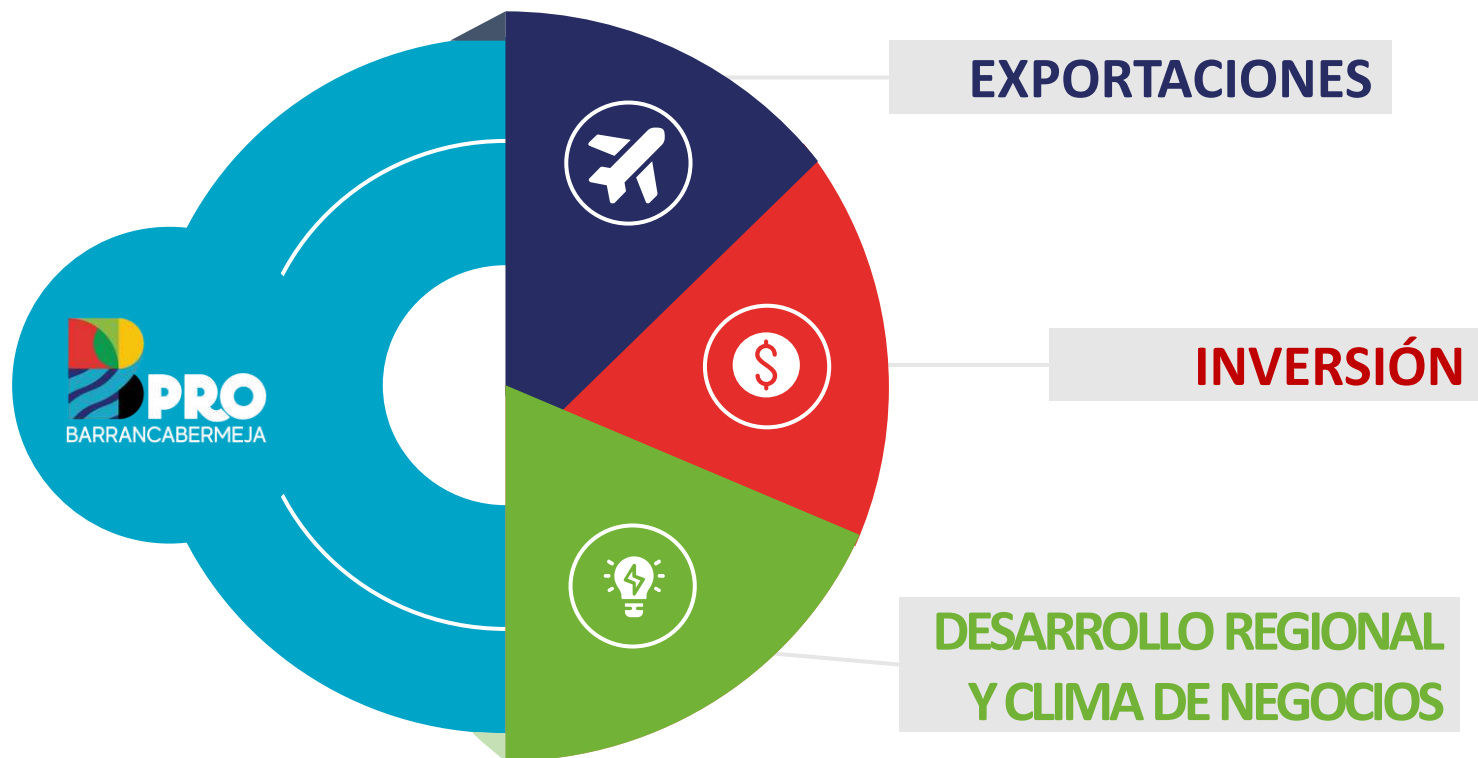 EXPORTACIONES
INVERSIÓN
PRO
BARRANCABERMEJA
DESARROLLO REGIONAL
Y CLIMA DE NEGOCIOS